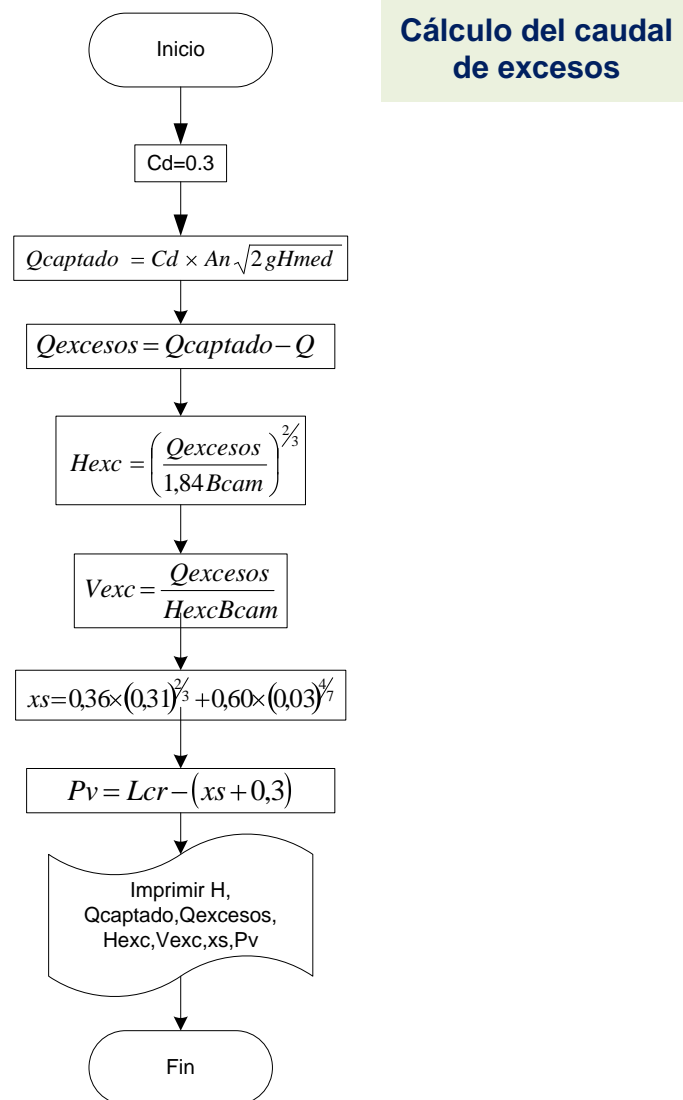 Cálculo del caudal
de excesos
Inicio
Cd=0.3
Qcaptado = Cd × An√2gHmed
Qexcesos = Qcaptado − Q
Hexc = (Qexcesos / 1,84Bcam)^2/3
Vexc = Qexcesos / HexcBcam
xs=0,36×(0,31)^2/3 +0,60×(0,03)^4/7
Pv = Lcr − (xs + 0,3)
Imprimir H,
Qcaptado,Qexcesos,
Hexc,Vexc,xs,Pv
Fin